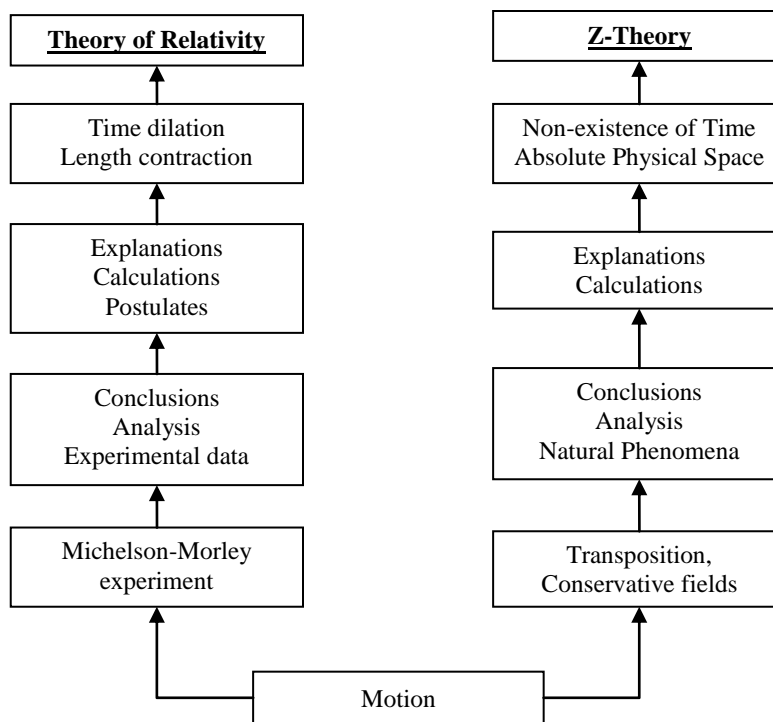 Theory of Relativity
Time dilation
Length contraction
Explanations
Calculations
Postulates
Conclusions
Analysis
Experimental data
Michelson-Morley
experiment
Z-Theory
Non-existence of Time
Absolute Physical Space
Explanations
Calculations
Conclusions
Analysis
Natural Phenomena
Transposition,
Conservative fields
Motion